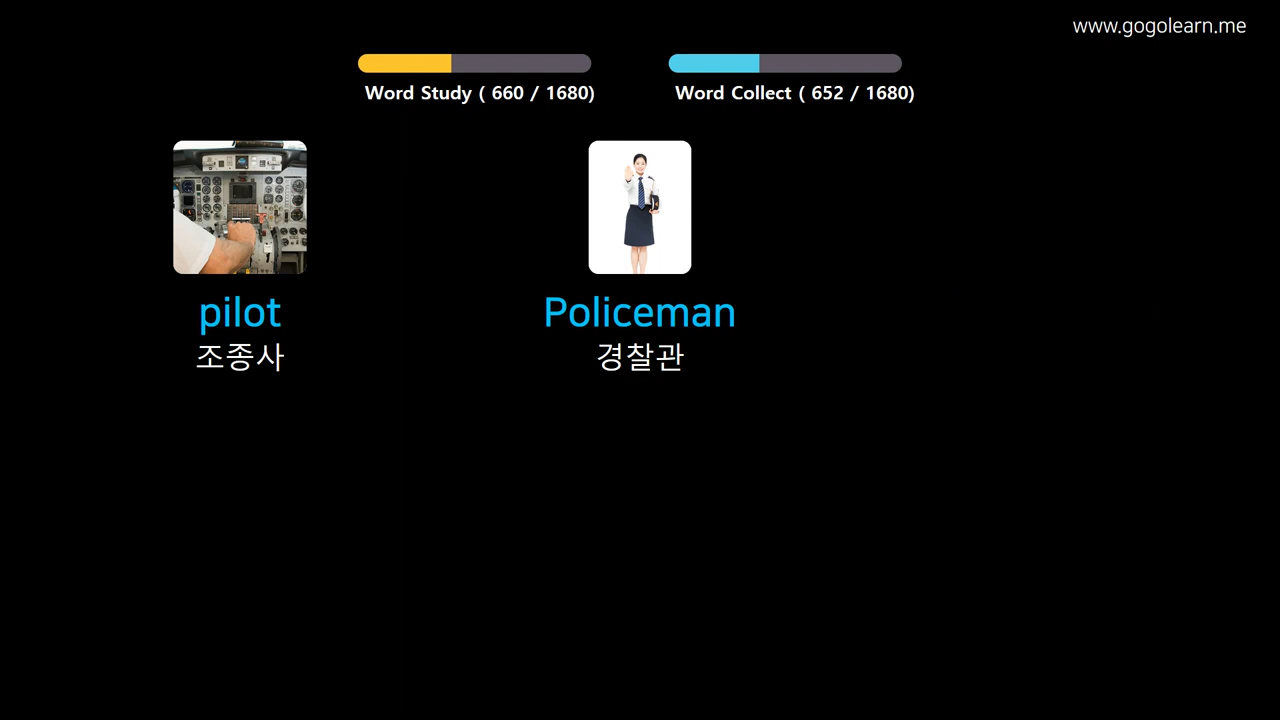 www.gogolearn.me
Word Study ( 660 / 1680)
Word Collect ( 652 / 1680)
pilot
조종사
Policeman
경찰관